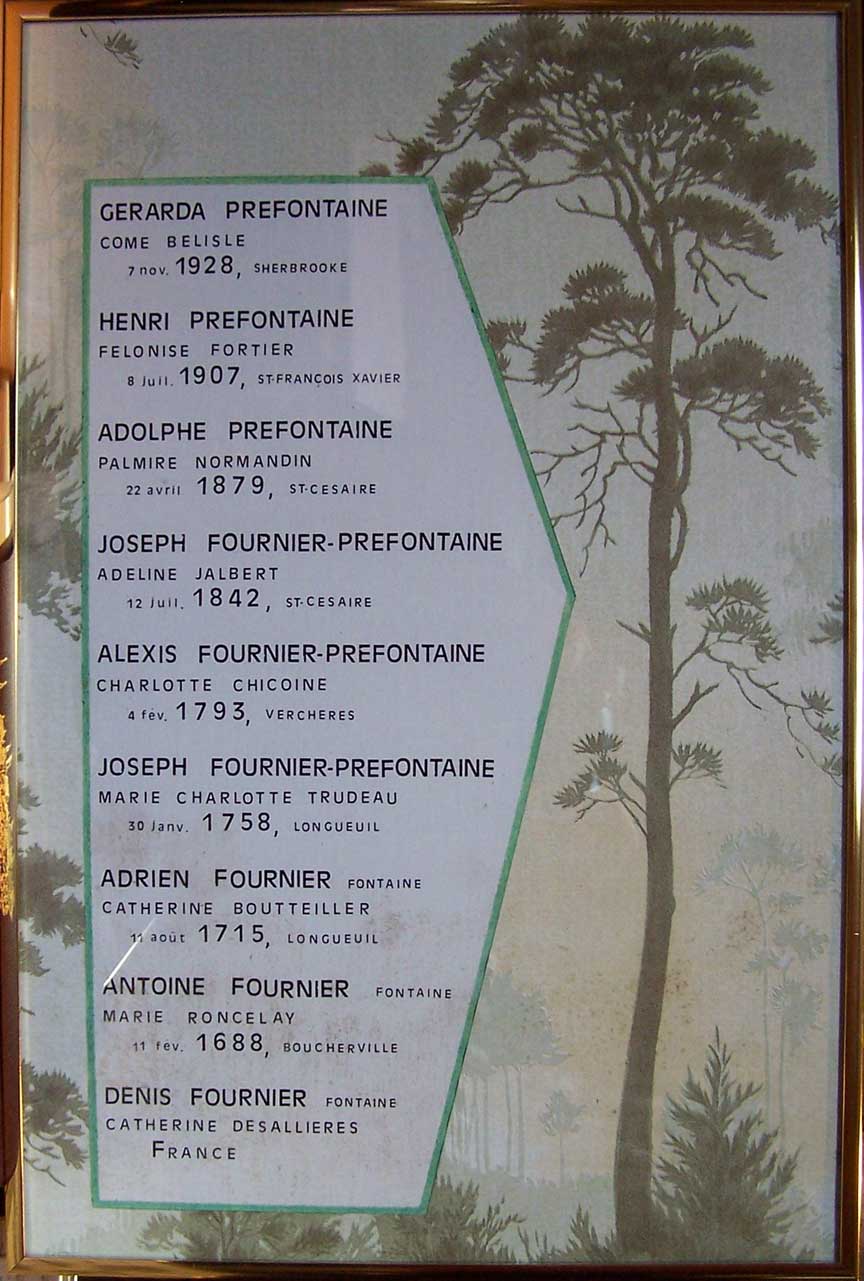 GERARDA PREFONTAINE
COME BELISLE
7 nov. 1928, SHERBROOKE
HENRI PREFONTAINE
FELONISE FORTIER
8 Juil. 1907, ST-FRANÇOIS XAVIER
ADOLPHE PREFONTAINE
PALMIRE NORMANDIN
22 avril 1879, ST-CESAIRE
JOSEPH FOURNIER-PREFONTAINE
ADELINE JALBERT
12 Juil. 1842, ST-CESAIRE
ALEXIS FOURNIER-PREFONTAINE
CHARLOTTE CHICOINE
4 fév. 1793, VERCHERES
JOSEPH FOURNIER-PREFONTAINE
MARIE CHARLOTTE TRUDEAU
30 Janv. 1758, LONGUEUIL
ADRIEN FOURNIER FONTAINE
CATHERINE BOUTTEILLER
11 août 1715, LONGUEUIL
ANTOINE FOURNIER FONTAINE
MARIE RONCELAY
11 fév. 1688, BOUCHERVILLE
DENIS FOURNIER FONTAINE
CATHERINE DESALLIERES
FRANCE